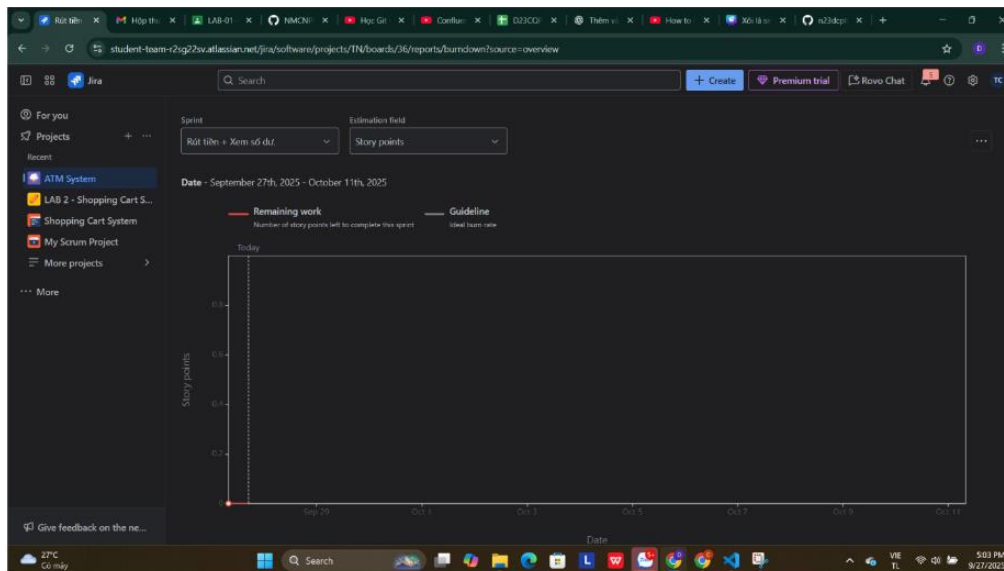 Rút tiền
Hộp thư
LAB-01
NMCNP
Học Git
Conflue
D23CQF
Thêm và
How to
n23dcpt
student-team-r2sg22sv.atlassian.net/jira/software/projects/TN/boards/36/reports/burndown?source=overview
Jira
Search
+ Create
Premium trial
Rovo Chat
5
TC
For you
Projects
Recent
ATM System
LAB 2 - Shopping Cart S...
Shopping Cart System
My Scrum Project
More projects
More
Give feedback on the ne...
Sprint
Estimation field
Rút tiền + Xem số dư.
Story points
Date - September 27th, 2025 - October 11th, 2025
Remaining work
Guideline
Number of story points left to complete this sprint
Ideal burn rate
Today
0.8
0.6
0.4
0.2
0
Story points
Sep 29
Oct 1
Oct 3
Oct 5
Oct 7
Oct 9
Oct 11
Date
27°C
Có mây
Search
VIE
TL
5:03 PM
9/27/2025